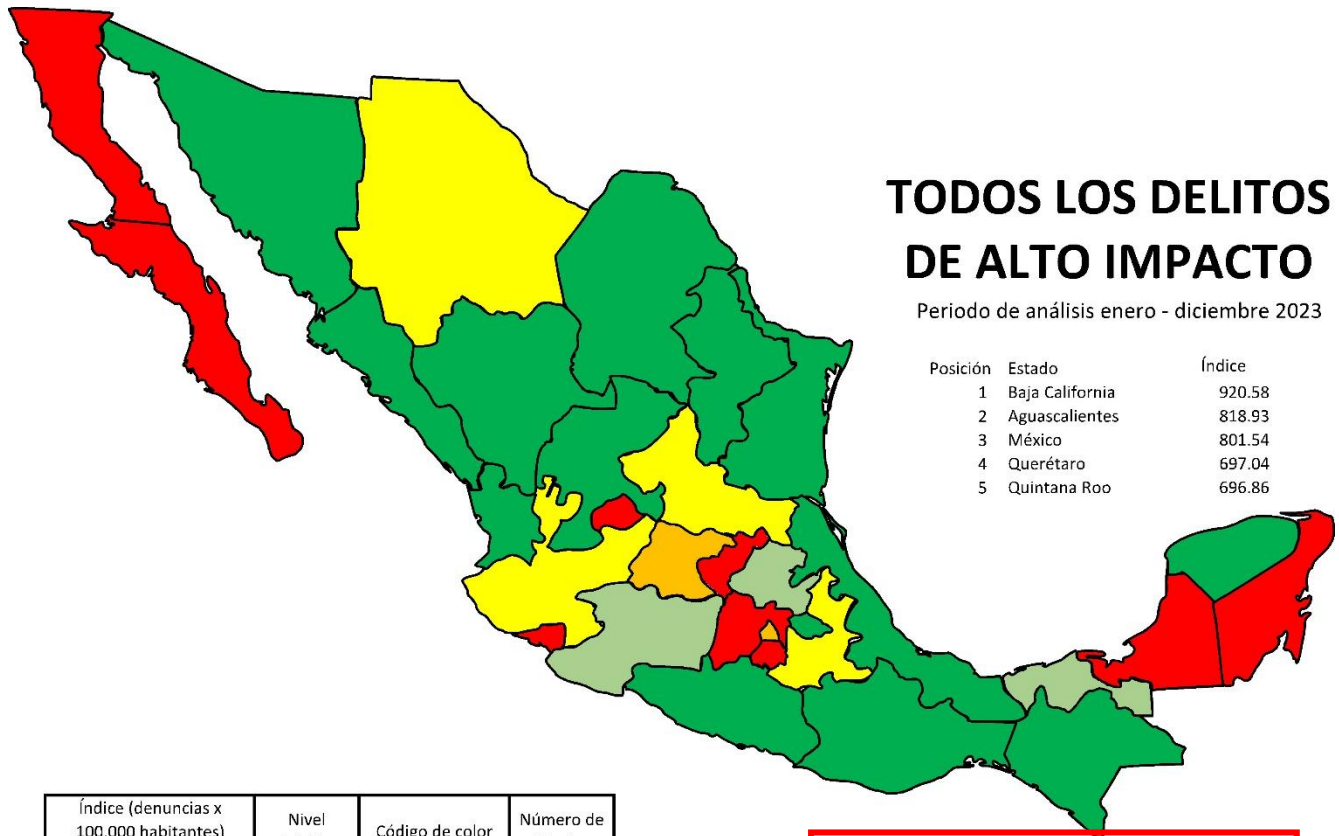 TODOS LOS DELITOS
DE ALTO IMPACTO
Periodo de análisis enero - diciembre 2023
Posición Estado Índice
1 Baja California 920.58
2 Aguascalientes 818.93
3 México 801.54
4 Querétaro 697.04
5 Quintana Roo 696.86
Índice (denuncias x
100,000 habitantes)
Nivel
Código de color
Número de